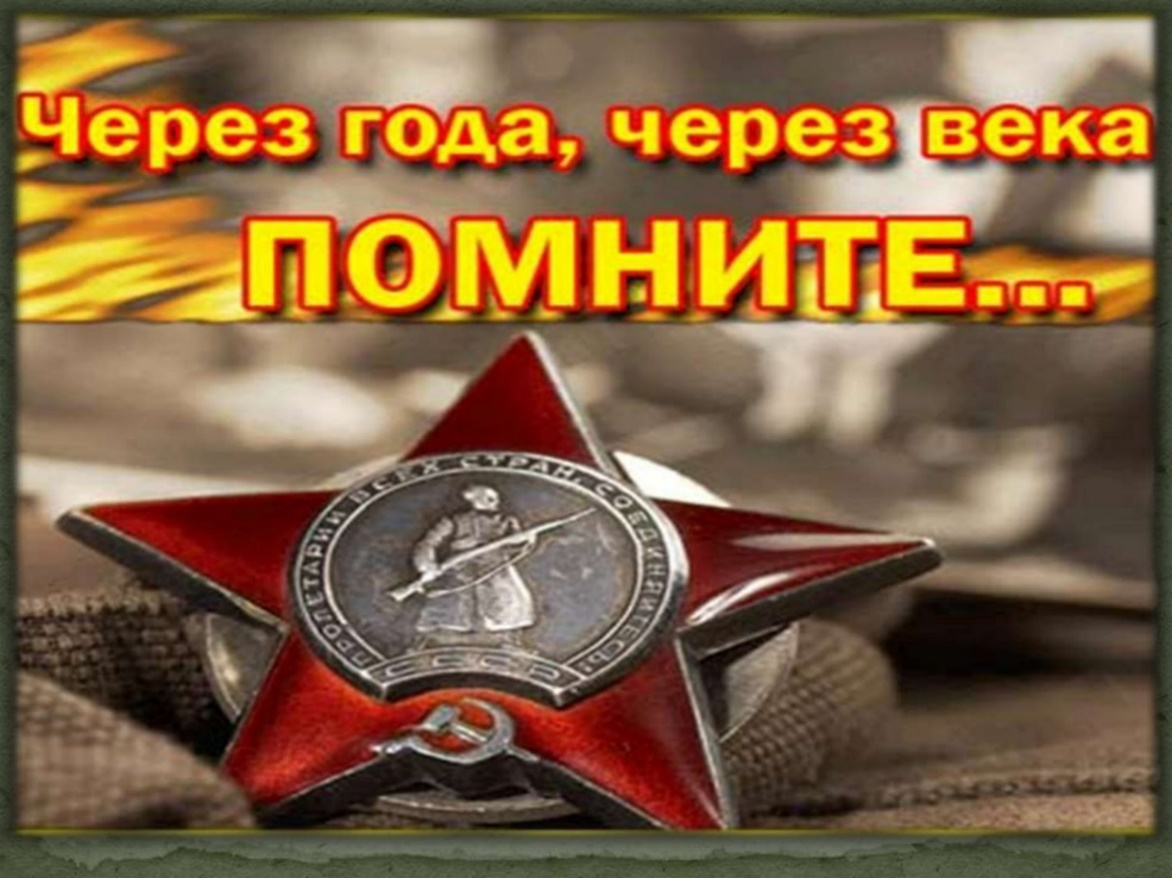 Через года, через века
ПОМНИТЕ...
ПРОЛЕТАРИИ ВСЕХ СТРАН, СОЕДИНЯЙТЕСЬ!
СССР